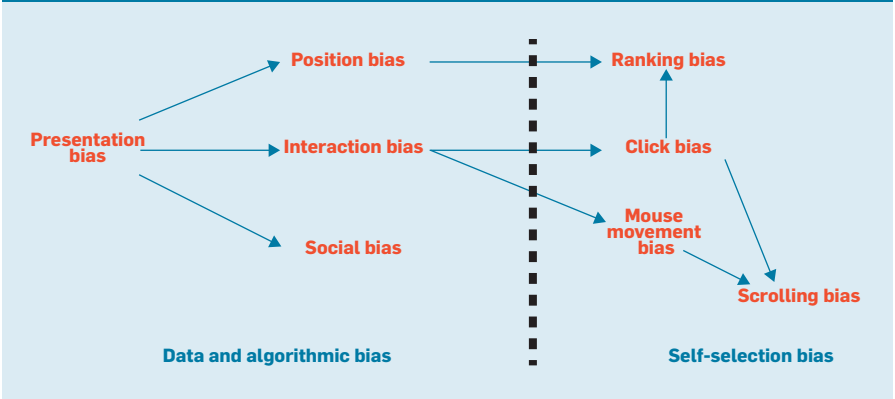 Position bias
Ranking bias
Presentation
bias
Interaction bias
Click bias
Mouse
movement
bias
Social bias
Scrolling bias
Data and algorithmic bias
Self-selection bias